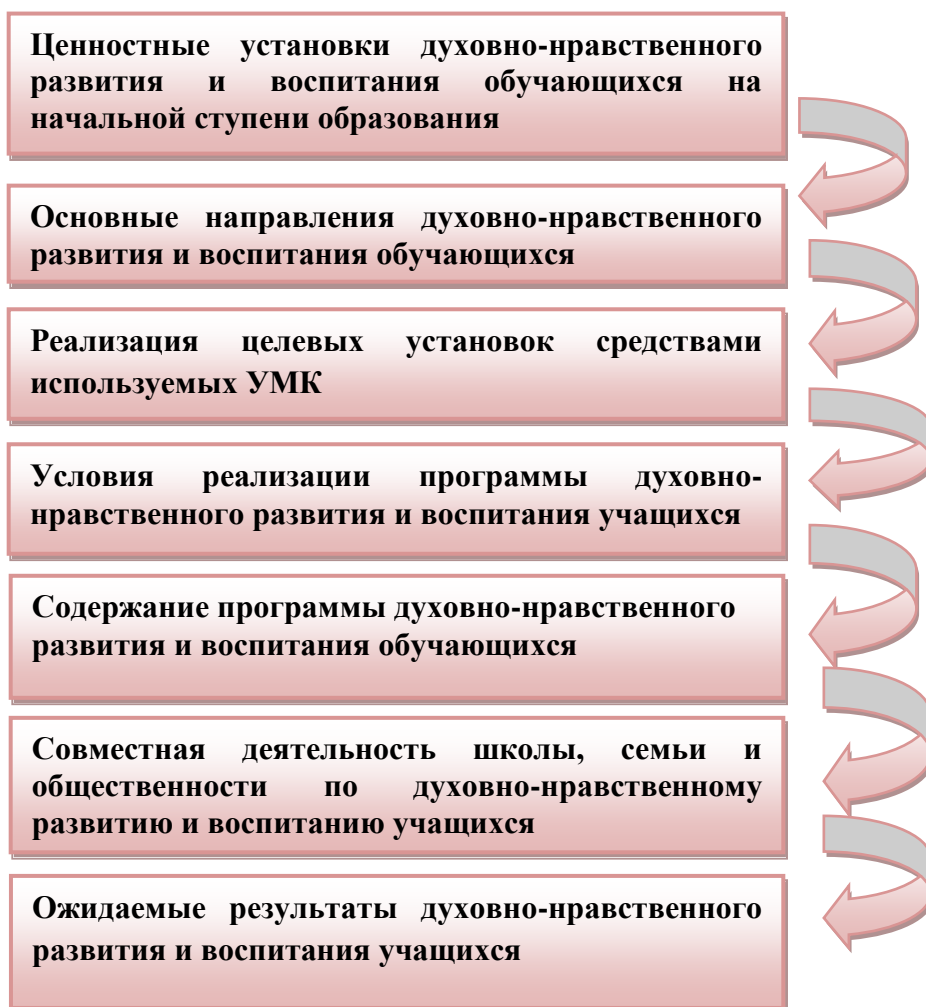 Ценностные установки духовно-нравственного
развития и воспитания обучающихся на
начальной ступени образования
Основные направления духовно-нравственного
развития и воспитания обучающихся
Реализация целевых установок средствами
используемых УМК
Условия реализации программы духовно-
нравственного развития и воспитания учащихся
Содержание программы духовно-нравственного
развития и воспитания обучающихся
Совместная деятельность школы, семьи и
общественности по духовно-нравственному
развитию и воспитанию учащихся
Ожидаемые результаты духовно-нравственного
развития и воспитания учащихся